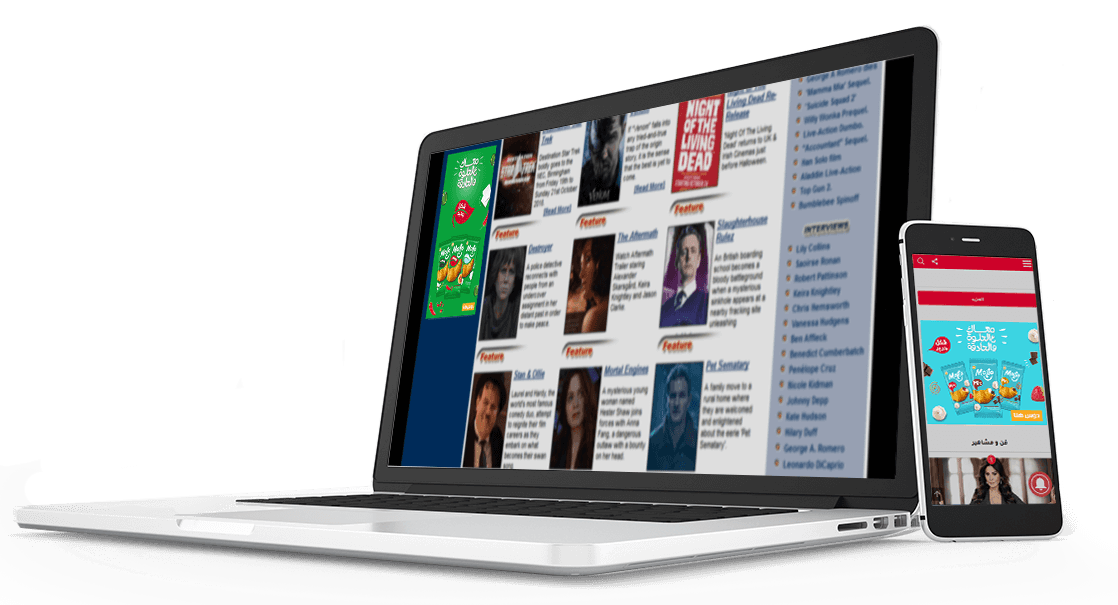 معاك
بالحلوة
والحادقة
Trek
Destination Star Trek
boldly goes to the
NEC, Birmingham
from Friday 19th to
Sunday 21st October
2018.
[Read More]
VENOM
If "Venom" falls into
any tried-and-true
trap of the origin
story, it is the sense
that the best is yet to
come.
[Read More]
NIGHT
OF THE
LIVING
DEAD
Living Dead Re-
Release
'Night Of The Living
Dead' returns to UK &
Irish Cinemas just
before Halloween.
Feature
Destroyer
A police detective
reconnects with
people from an
undercover
assignment in her
distant past in order
to make peace.
Feature
The Aftermath
Watch Aftermath
Trailer staring
Alexander
Skarsgård, Keira
Knightley and Jason
Clarke.
Feature
Slaughterhouse
Rulez
An British boarding
school becomes a
bloody battleground
when a mysterious
sinkhole appears at a
nearby fracking site
unleashing
Feature
Stan & Ollie
Laurel and Hardy, the
world's most famous
comedy duo, attempt
to reignite their film
careers as they
embark on what
becomes their swan
song.
Feature
Mortal Engines
A mysterious young
woman named
Hester Shaw joins
forces with Anna
Fang, a dangerous
outlaw with a bounty
on her head.
Feature
Pet Sematary
A family move to a
rural home where
they are welcomed
and enlightened
about the eerie 'Pet
Sematary'.
George A Romero dies
'Mamma Mia' Sequel.
'Suicide Squad 2'
Willy Wonka Prequel.
Live-Action Dumbo.
"Accountant" Sequel.
Han Solo film
Aladdin Live-Action
Top Gun 2.
Bumblebee Spinoff
INTERVIEWS
Lily Collins
Saoirse Ronan
Robert Pattinson
Keira Knightley
Chris Hemsworth
Vanessa Hudgens
Ben Affleck
Benedict Cumberbatch
Penélope Cruz
Nicole Kidman
Johnny Depp
Kate Hudson
Hilary Duff
George A. Romero
Leonardo DiCaprio
المزيد
معاك
بالحلوة
والحادقة
دوس هنا
فن و مشاهير
1